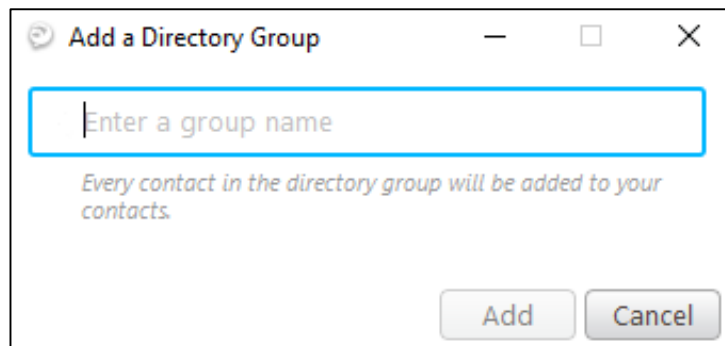 Add a Directory Group
Enter a group name
Every contact in the directory group will be added to your
contacts.
Add
Cancel